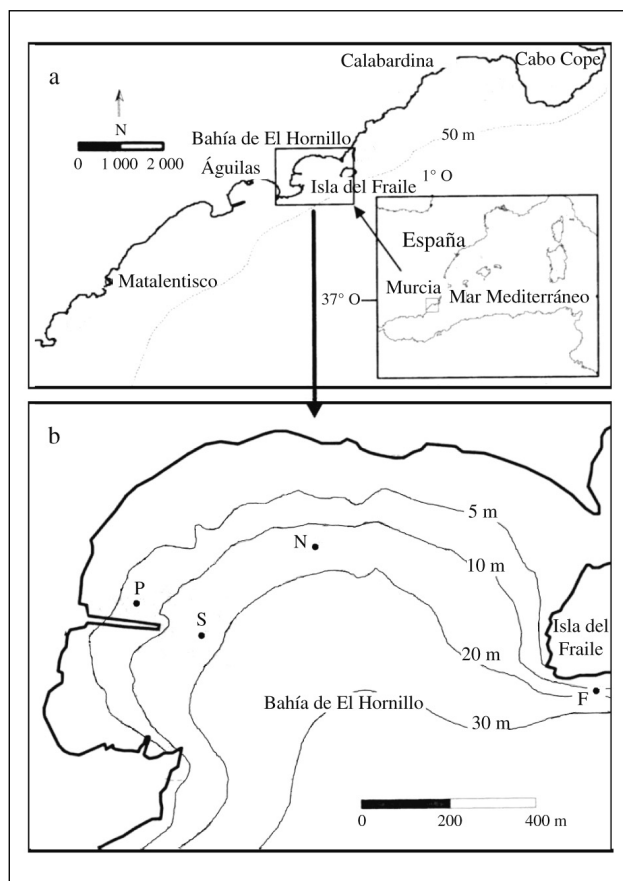 a
Calabardina
Cabo Cope
N
0 1 000 2 000
Bahía de El Hornillo
50 m
Águilas
Isla del Fraile
1° O
España
Matalentisco
Murcia
37° O
Mar Mediterráneo
b
5 m
N
10 m
P
S
Isla del
Fraile
20 m
F
Bahía de El Hornillo
30 m
0 200 400 m